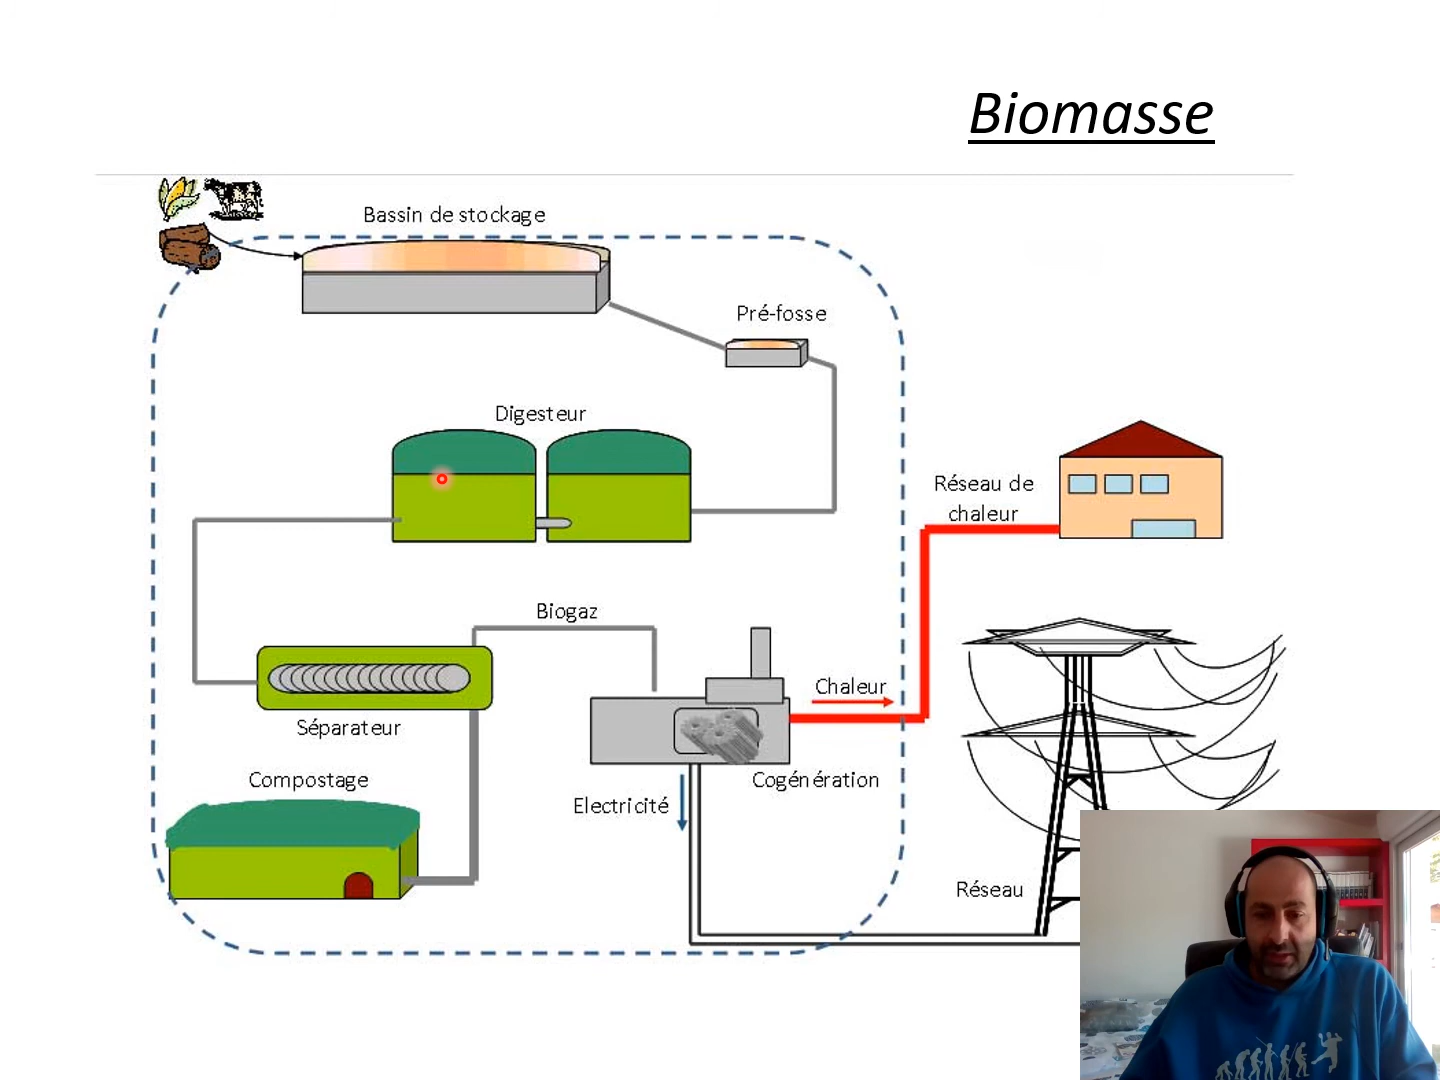 Biomasse
Bassin de stockage
Pré-fosse
Digesteur
Réseau de
chaleur
Biogaz
Chaleur
Séparateur
Compostage
Cogénération
Electricité
Réseau